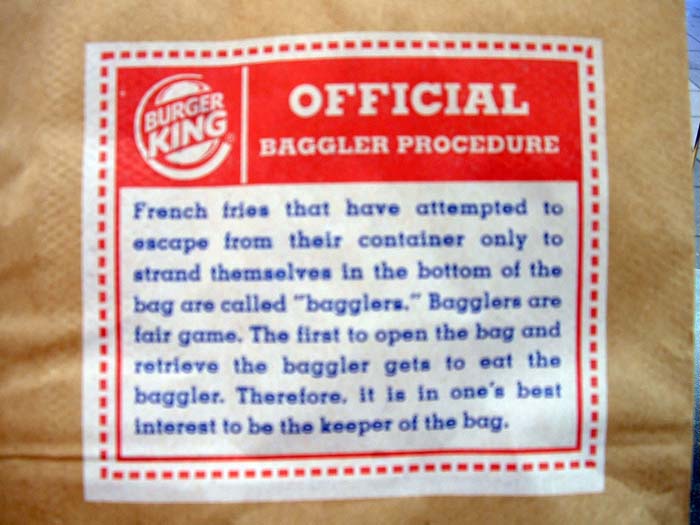 BURGER
KING®
OFFICIAL
BAGGLER PROCEDURE
French fries that have attempted to
escape from their container only to
strand themselves in the bottom of the
bag are called "bagglers." Bagglers are
fair game. The first to open the bag and
retrieve the baggler gets to eat the
baggler. Therefore, it is in one's best
interest to be the keeper of the bag.